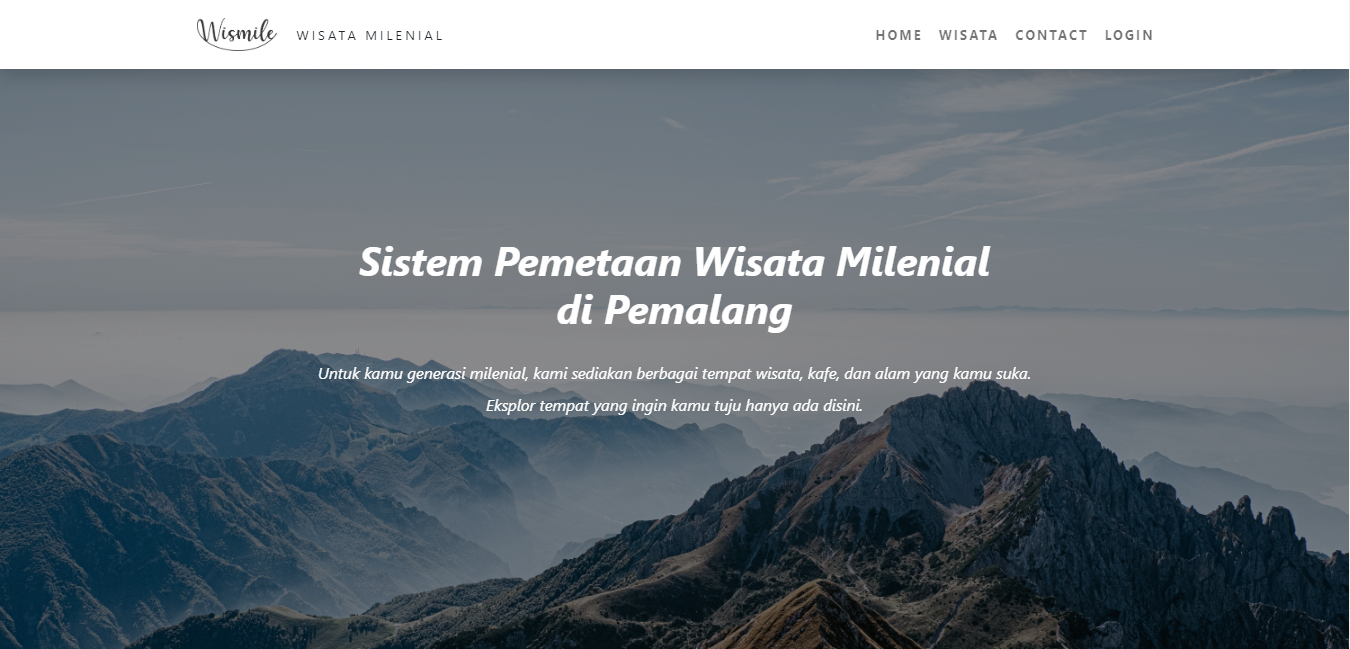 Wismile WISATA MILENIAL HOME WISATA CONTACT LOGIN
Sistem Pemetaan Wisata Milenial
di Pemalang
Untuk kamu generasi milenial, kami sediakan berbagai tempat wisata, kafe, dan alam yang kamu suka.
Eksplor tempat yang ingin kamu tuju hanya ada disini.